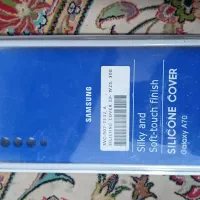 SAMSUNG
Silky and
Soft-touch finish
SILICONE COVER
Galaxy A70